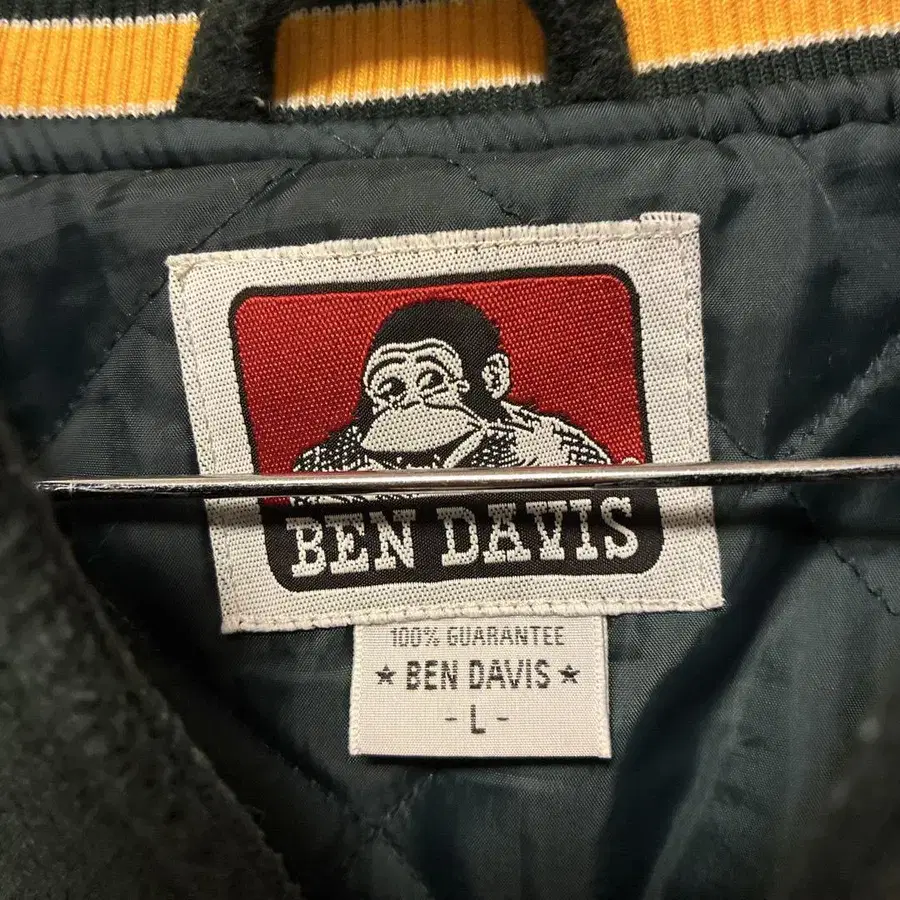 BEN DAVIS
100% GUARANTEE
★ BEN DAVIS ★
- L -